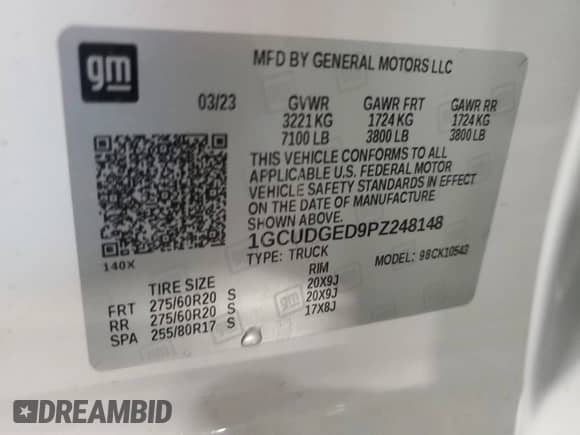 gm
MFD BY GENERAL MOTORS LLC
03/23 GVWR GAWR FRT GAWR RR
3221 KG 1724 KG 1724 KG
7100 LB 3800 LB 3800 LB
THIS VEHICLE CONFORMS TO ALL
APPLICABLE U.S. FEDERAL MOTOR
VEHICLE SAFETY STANDARDS IN EFFECT
ON THE DATE OF MANUFACTURE
SHOWN ABOVE.
1GCUDGED9PZ248148
TYPE: TRUCK MODEL: 98CK10543
140X
TIRE SIZE RIM
FRT 275/60R20 S 20X9J
RR 275/60R20 S 20X9J
SPA 255/80R17 S 17X8J
DREAMBID